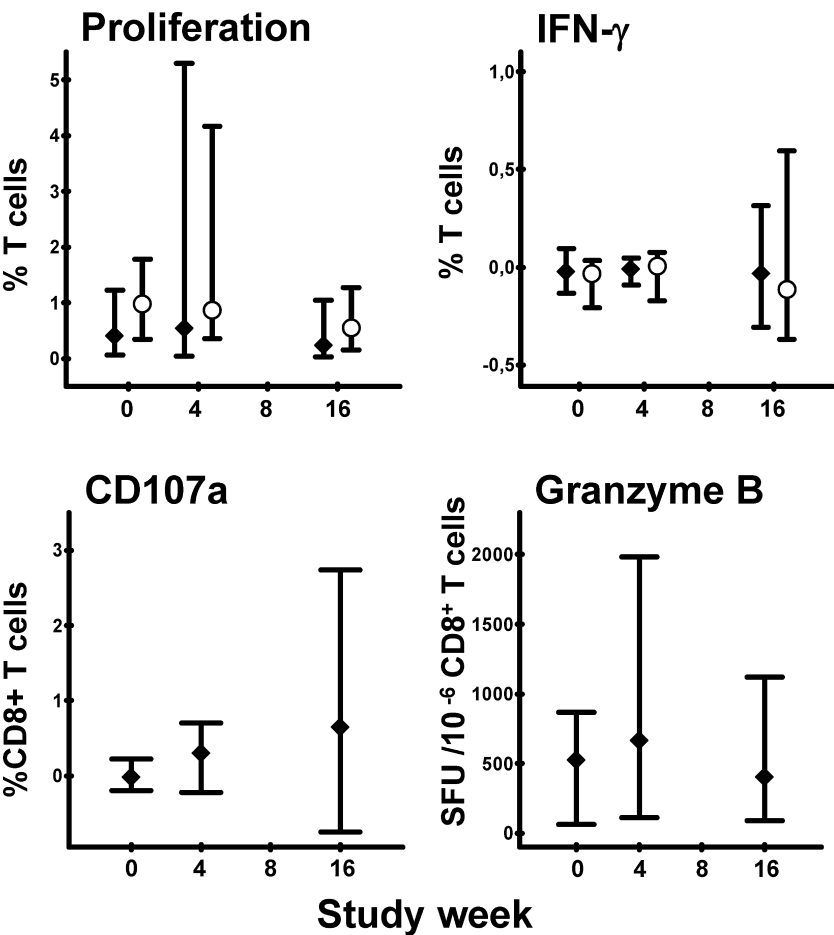 Proliferation
% T cells
5
4
3
2
1
0
0 4 8 16
IFN-γ
% T cells
1,0
0,5
0,0
-0,5
0 4 8 16
CD107a
%CD8+ T cells
3
2
1
0
0 4 8 16
Granzyme B
SFU /10⁻⁶ CD8⁺ T cells
2000
1500
1000
500
0
0 4 8 16
Study week